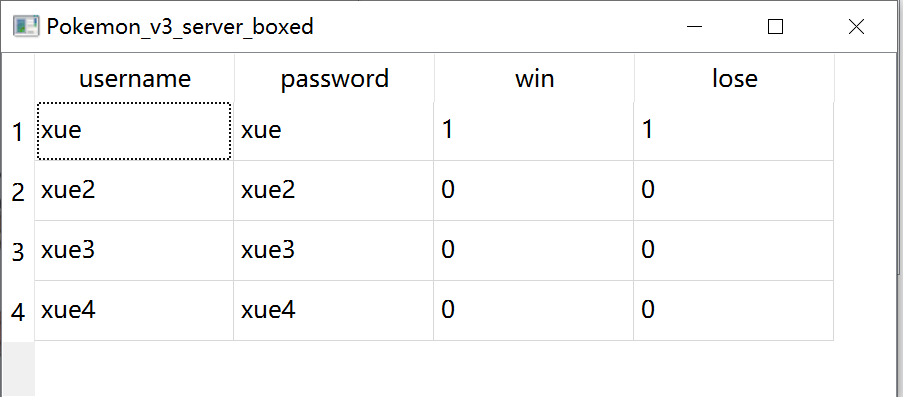 Pokemon_v3_server_boxed
username password win lose
1 xue xue 1 1
2 xue2 xue2 0 0
3 xue3 xue3 0 0
4 xue4 xue4 0 0